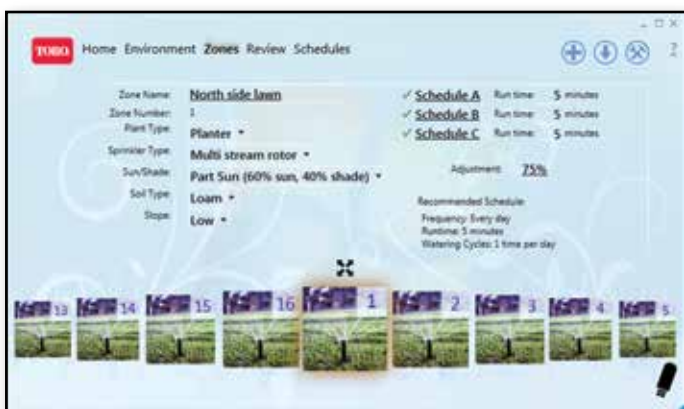 TORO. Home Environment Zones Review Schedules ?
Zone Name: North side lawn
Zone Number: 1
Plant Type: Planter
Sprinkler Type: Multi stream rotor
Sun/Shade: Part Sun (60% sun, 40% shade)
Soil Type: Loam
Slope: Low
Schedule A Run time: 5 minutes
Schedule B Run time: 5 minutes
Schedule C Run time: 5 minutes
Adjustment: 75%
Recommended Schedule:
Frequency: Every day
Runtime: 5 minutes
Watering Cycles: 1 time per day
13 14 15 16 1 2 3 4 5